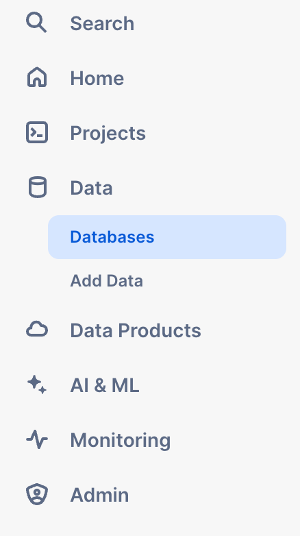 Search
Home
Projects
Data
Databases
Add Data
Data Products
AI & ML
Monitoring
Admin